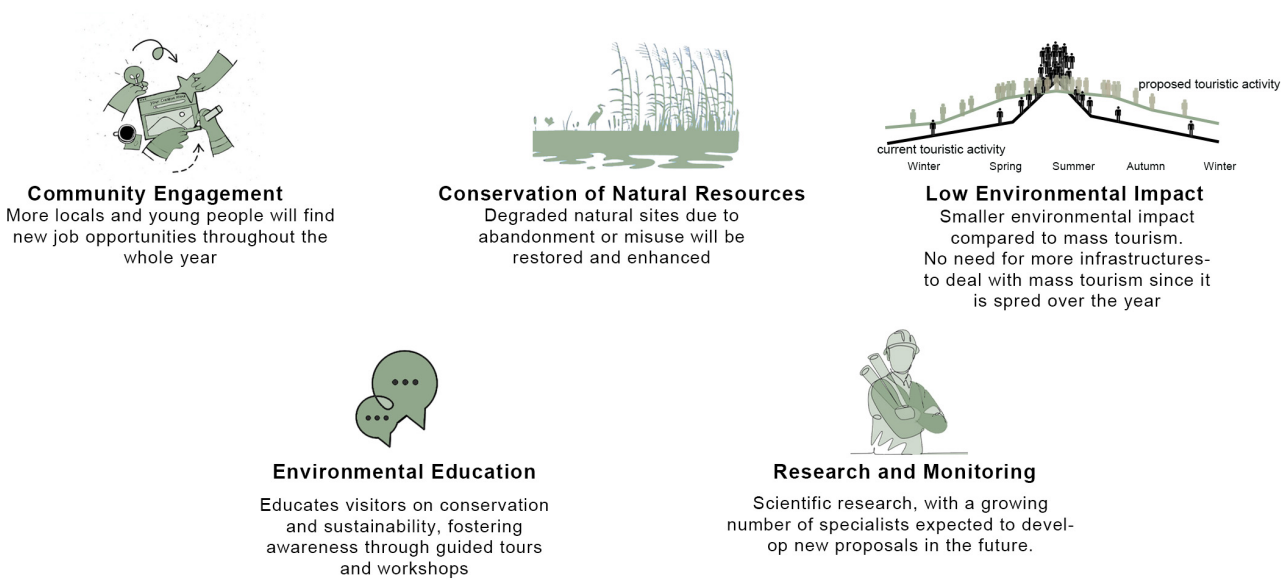 Community Engagement
More locals and young people will find
new job opportunities throughout the
whole year
Conservation of Natural Resources
Degraded natural sites due to
abandonment or misuse will be
restored and enhanced
proposed touristic activity
current touristic activity
Winter Spring Summer Autumn Winter
Low Environmental Impact
Smaller environmental impact
compared to mass tourism.
No need for more infrastructures-
to deal with mass tourism since it
is spred over the year
Environmental Education
Educates visitors on conservation
and sustainability, fostering
awareness through guided tours
and workshops
Research and Monitoring
Scientific research, with a growing
number of specialists expected to devel-
op new proposals in the future.